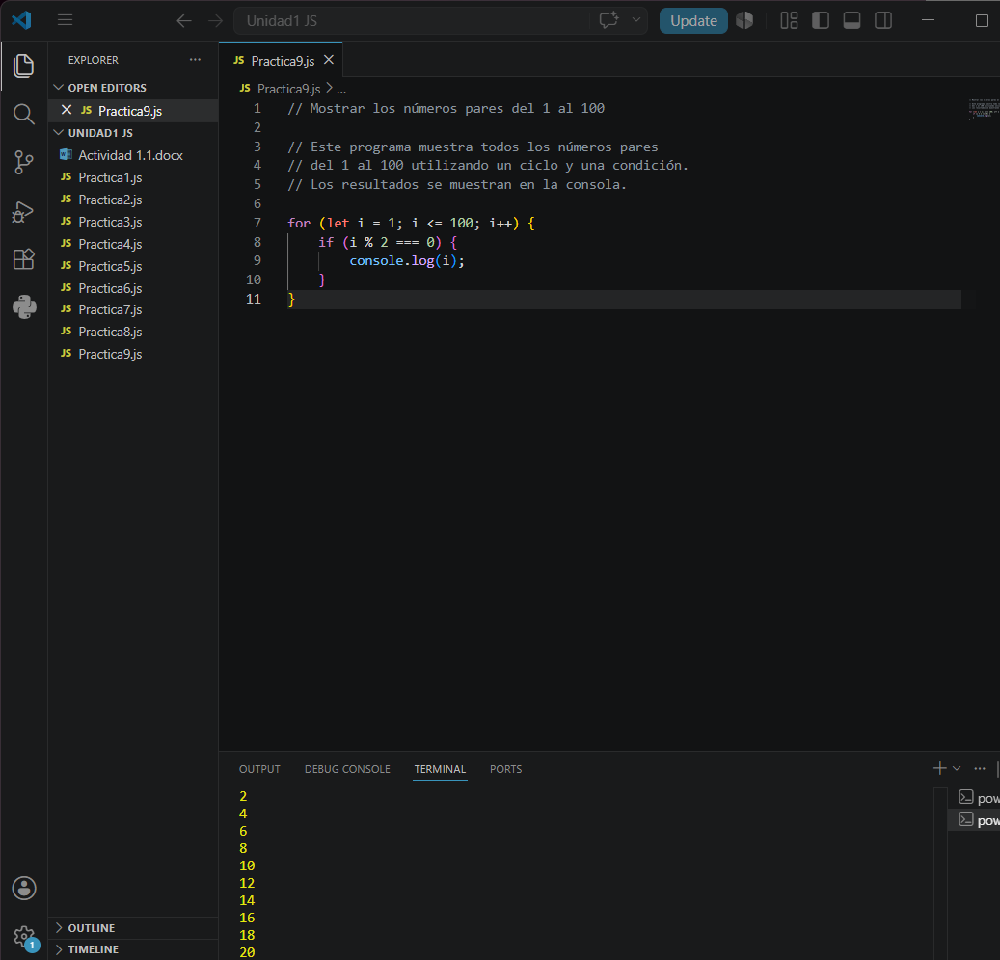 Unidad1 JS
Update
EXPLORER
OPEN EDITORS
JS Practica9.js
UNIDAD1 JS
Actividad 1.1.docx
JS Practica1.js
JS Practica2.js
JS Practica3.js
JS Practica4.js
JS Practica5.js
JS Practica6.js
JS Practica7.js
JS Practica8.js
JS Practica9.js
OUTLINE
TIMELINE
1
JS Practica9.js
JS Practica9.js > ...
1 // Mostrar los números pares del 1 al 100
2
3 // Este programa muestra todos los números pares
4 // del 1 al 100 utilizando un ciclo y una condición.
5 // Los resultados se muestran en la consola.
6
7 for (let i = 1; i <= 100; i++) {
8 if (i % 2 === 0) {
9 console.log(i);
10 }
11 }
OUTPUT DEBUG CONSOLE TERMINAL PORTS
2
4
6
8
10
12
14
16
18
20
pow
pow